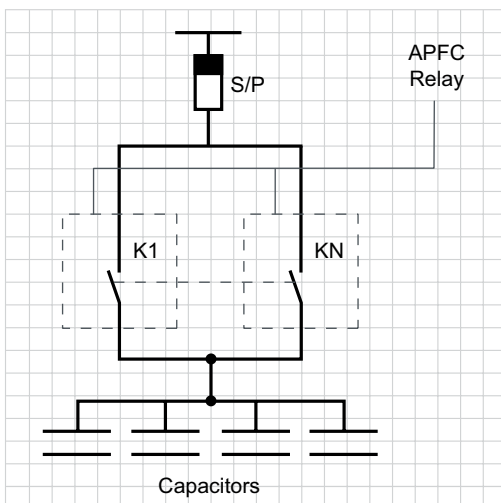 APFC
Relay
S/P
K1
KN
Capacitors